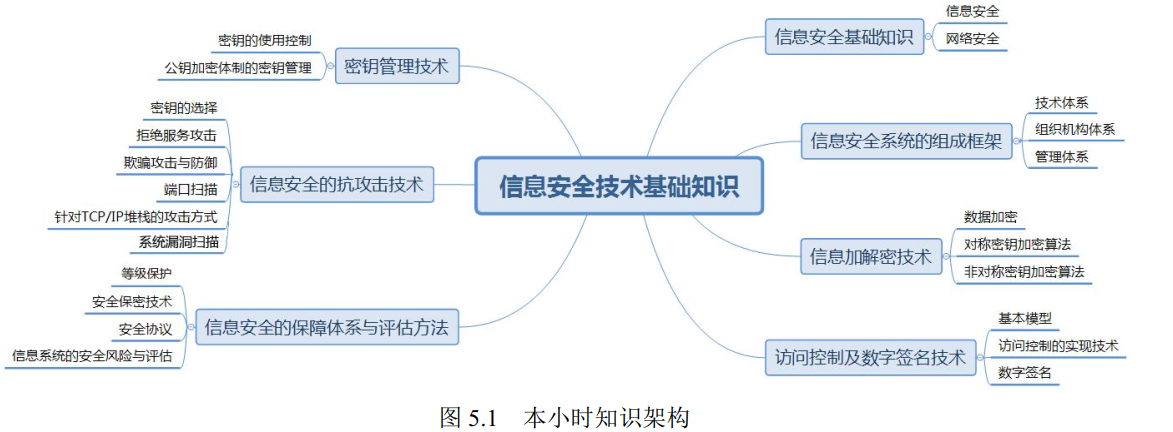 信息安全技术基础知识
信息安全基础知识
信息安全
网络安全
信息安全系统的组成框架
技术体系
组织机构体系
管理体系
信息加解密技术
数据加密
对称密钥加密算法
非对称密钥加密算法
访问控制及数字签名技术
基本模型
访问控制的实现技术
数字签名
密钥管理技术
密钥的使用控制
公钥加密体制的密钥管理
信息安全的抗攻击技术
密钥的选择
拒绝服务攻击
欺骗攻击与防御
端口扫描
针对TCP/IP堆栈的攻击方式
系统漏洞扫描
信息安全的保障体系与评估方法
等级保护
安全保密技术
安全协议
信息系统的安全风险与评估
图 5.1 本小时知识架构